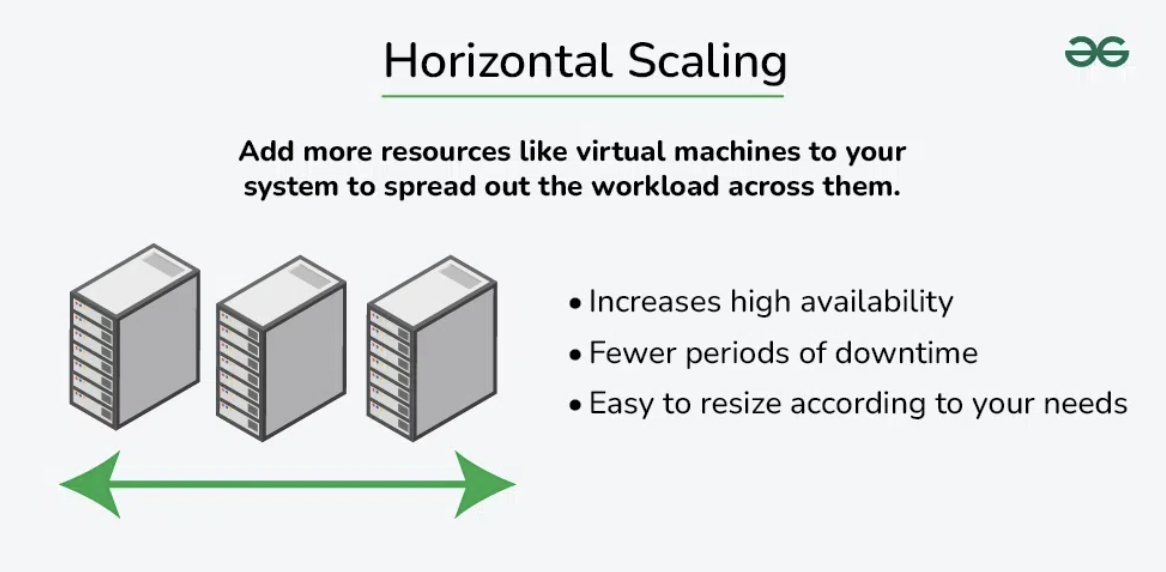 Horizontal Scaling
Add more resources like virtual machines to your
system to spread out the workload across them.
• Increases high availability
• Fewer periods of downtime
• Easy to resize according to your needs